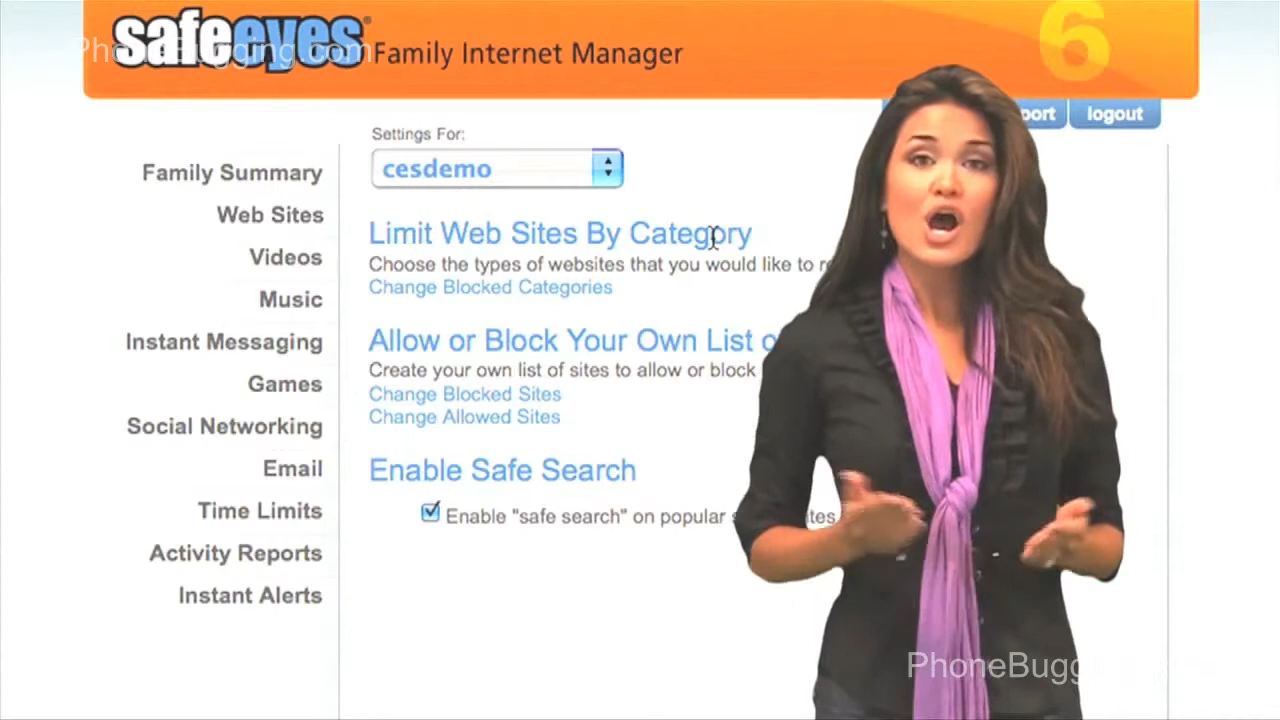 safeeyes® Family Internet Manager
6
PhoneBugging.com
logout
Settings For:
cesdemo
Family Summary
Web Sites
Videos
Music
Instant Messaging
Games
Social Networking
Email
Time Limits
Activity Reports
Instant Alerts
Limit Web Sites By Category
Choose the types of websites that you would like to
Change Blocked Categories
Allow or Block Your Own List
Create your own list of sites to allow or block
Change Blocked Sites
Change Allowed Sites
Enable Safe Search
Enable "safe search" on popular